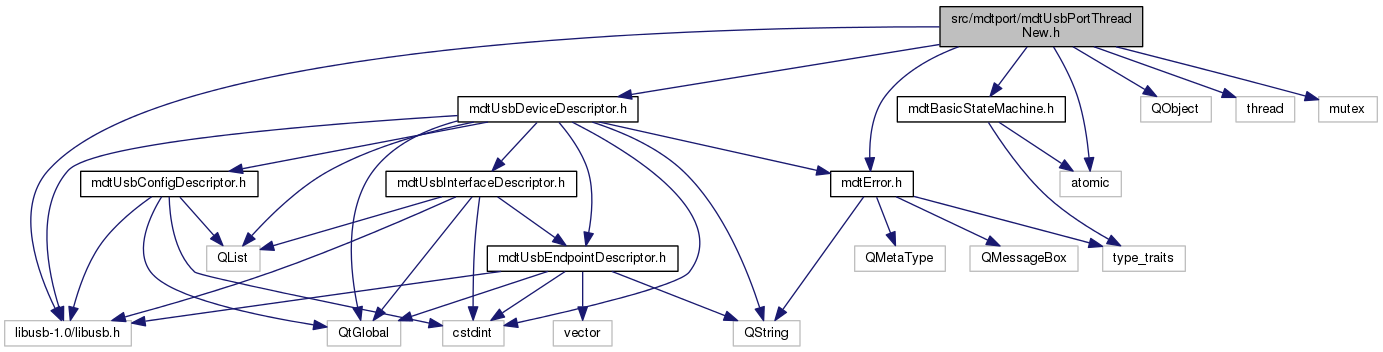 src/mdtport/mdtUsbPortThread
New.h
mdtUsbDeviceDescriptor.h
mdtBasicStateMachine.h
QObject
thread
mutex
mdtUsbConfigDescriptor.h
mdtUsbInterfaceDescriptor.h
mdtError.h
atomic
QList
mdtUsbEndpointDescriptor.h
QMetaType
QMessageBox
type_traits
libusb-1.0/libusb.h
QtGlobal
cstdint
vector
QString